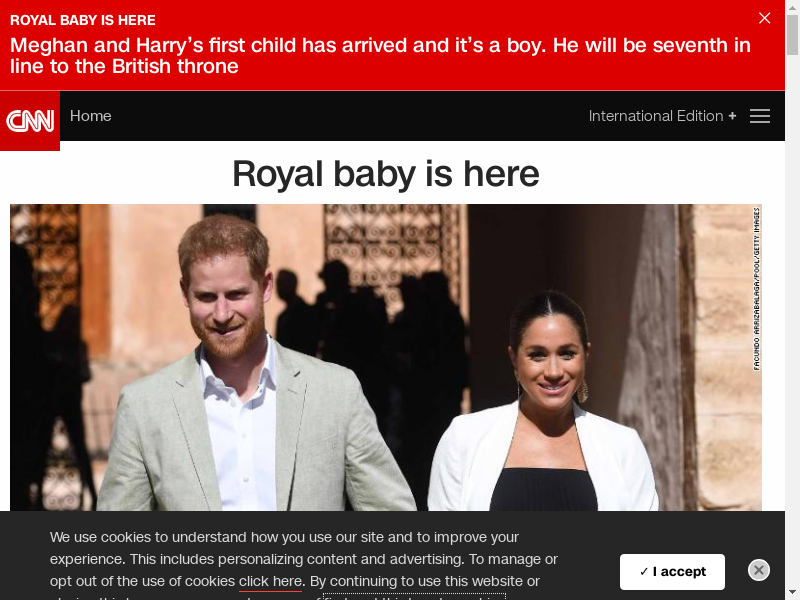 ROYAL BABY IS HERE
Meghan and Harry's first child has arrived and it's a boy. He will be seventh in
line to the British throne
CNN
Home
International Edition +
Royal baby is here
FACUNDO ARRIZABALAGA/POOL/GETTY IMAGES
We use cookies to understand how you use our site and to improve your
experience. This includes personalizing content and advertising. To manage or
opt out of the use of cookies click here. By continuing to use this website or
✓ I accept